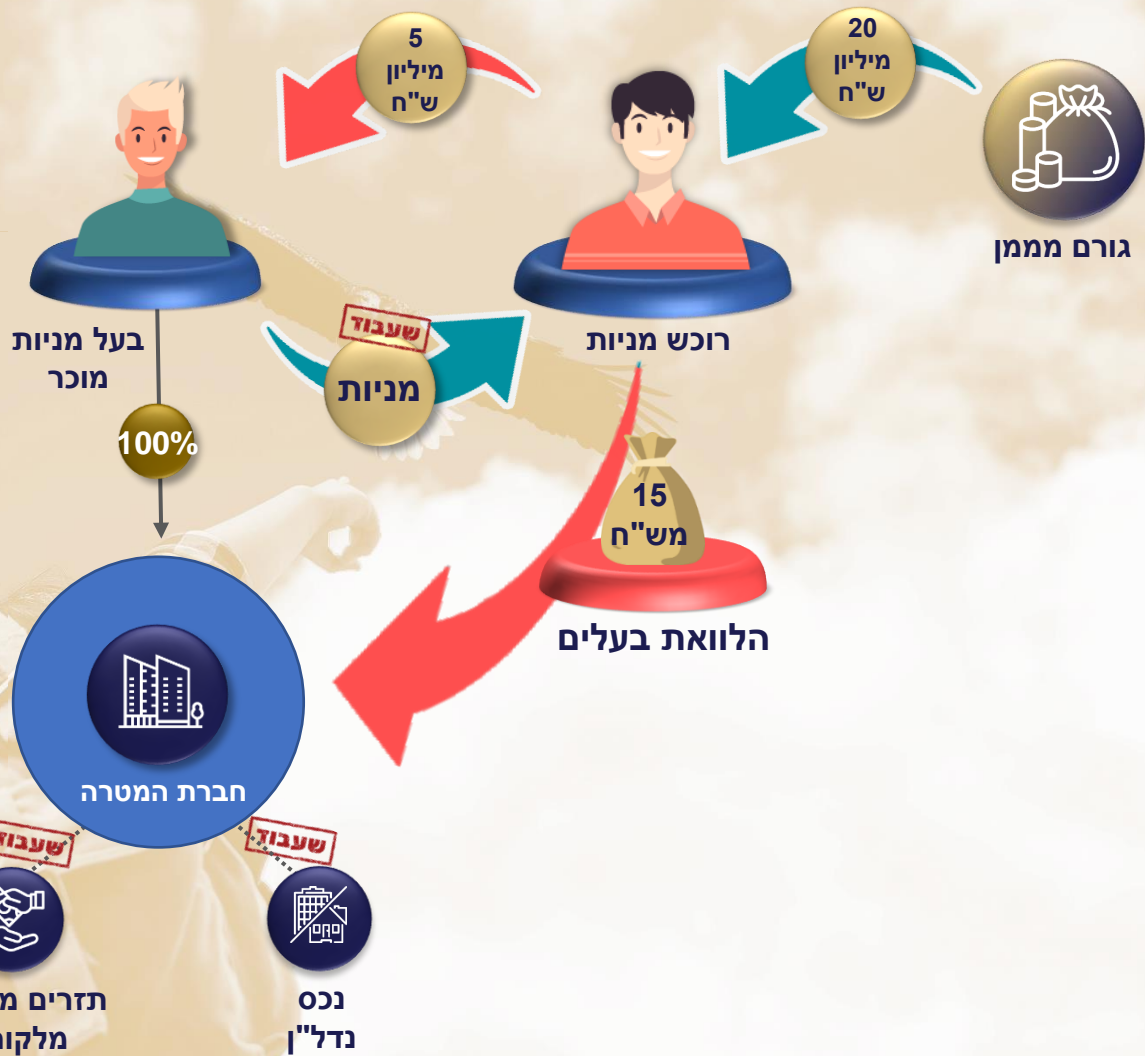 5
מיליון
ש"ח
20
מיליון
ש"ח
גורם מממן
בעל מניות
מוכר
שעבוד
מניות
רוכש מניות
100%
15
מש"ח
הלוואת בעלים
חברת המטרה
שעבוד
שעבוד
נכס
נדל"ן
תזרים